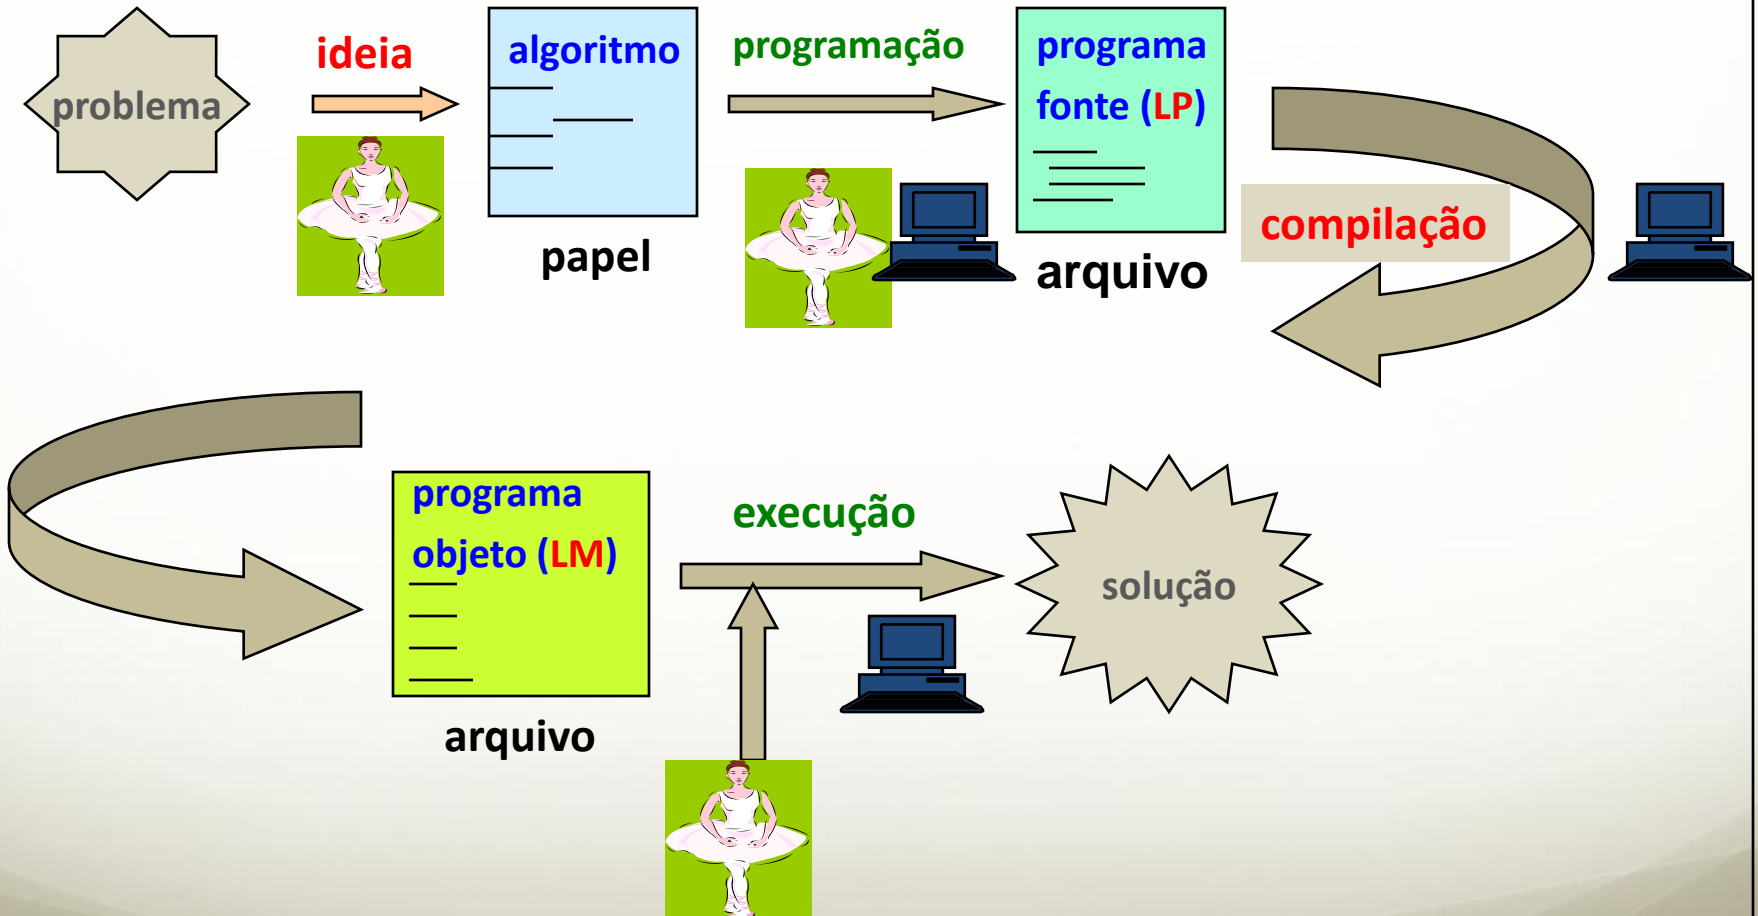 problema
ideia
algoritmo
papel
programação
programa
fonte (LP)
arquivo
compilação
programa
objeto (LM)
arquivo
execução
solução